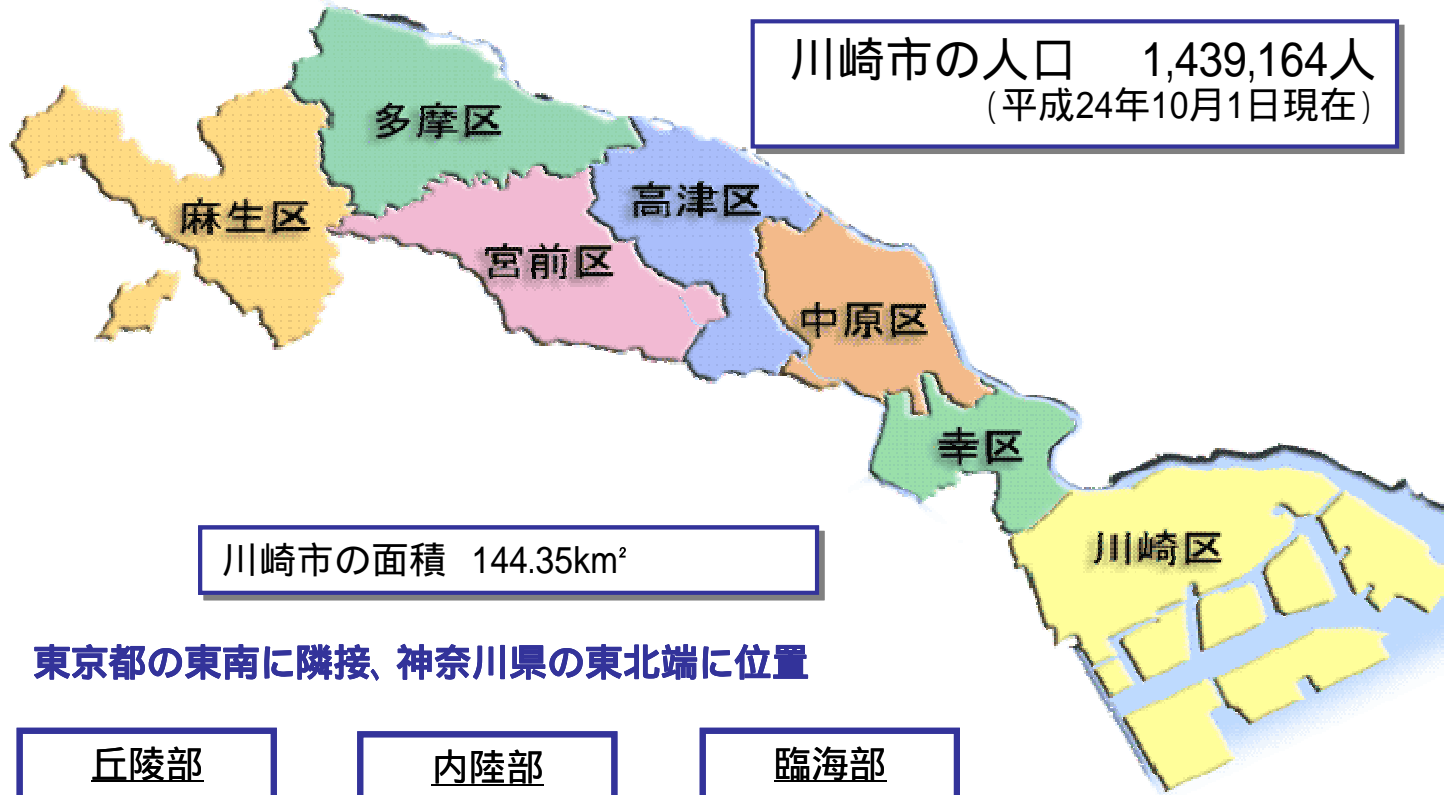 川崎市の人口 1,439,164人
(平成24年10月1日現在)
多摩区
高津区
麻生区
宮前区
中原区
幸区
川崎区
川崎市の面積 144.35km²
東京都の東南に隣接、神奈川県の東北端に位置
丘陵部
内陸部
臨海部